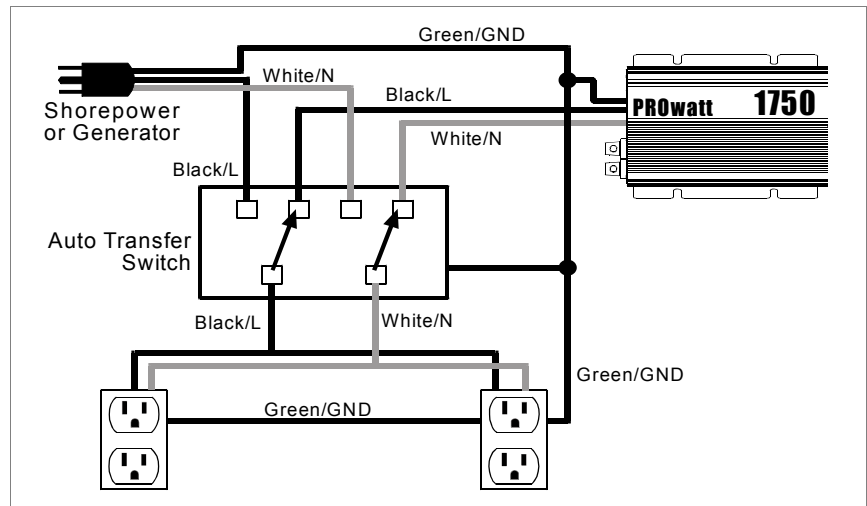 Green/GND
White/N
Shorepower
or Generator
Black/L
PROwatt 1750
White/N
Black/L
Auto Transfer
Switch
Black/L
White/N
Green/GND
Green/GND